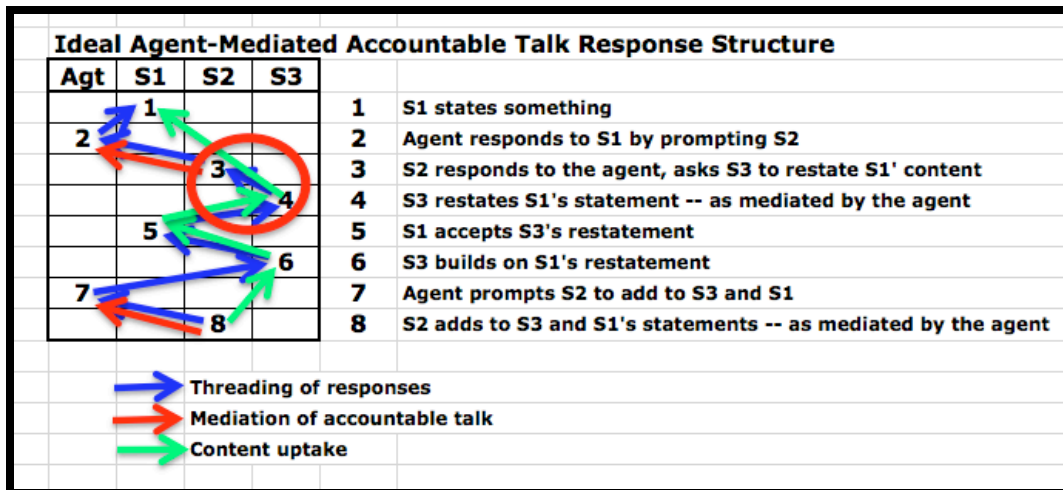 Ideal Agent-Mediated Accountable Talk Response Structure
Agt S1 S2 S3
1 1 S1 states something
2 2 Agent responds to S1 by prompting S2
3 3 S2 responds to the agent, asks S3 to restate S1' content
4 4 S3 restates S1's statement -- as mediated by the agent
5 5 S1 accepts S3's restatement
6 6 S3 builds on S1's restatement
7 7 Agent prompts S2 to add to S3 and S1
8 8 S2 adds to S3 and S1's statements -- as mediated by the agent
Threading of responses
Mediation of accountable talk
Content uptake